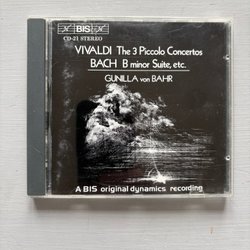 BIS
CD-21 STEREO
VIVALDI The 3 Piccolo Concertos
BACH B minor Suite, etc.
GUNILLA von BAHR
A BIS original dynamics recording